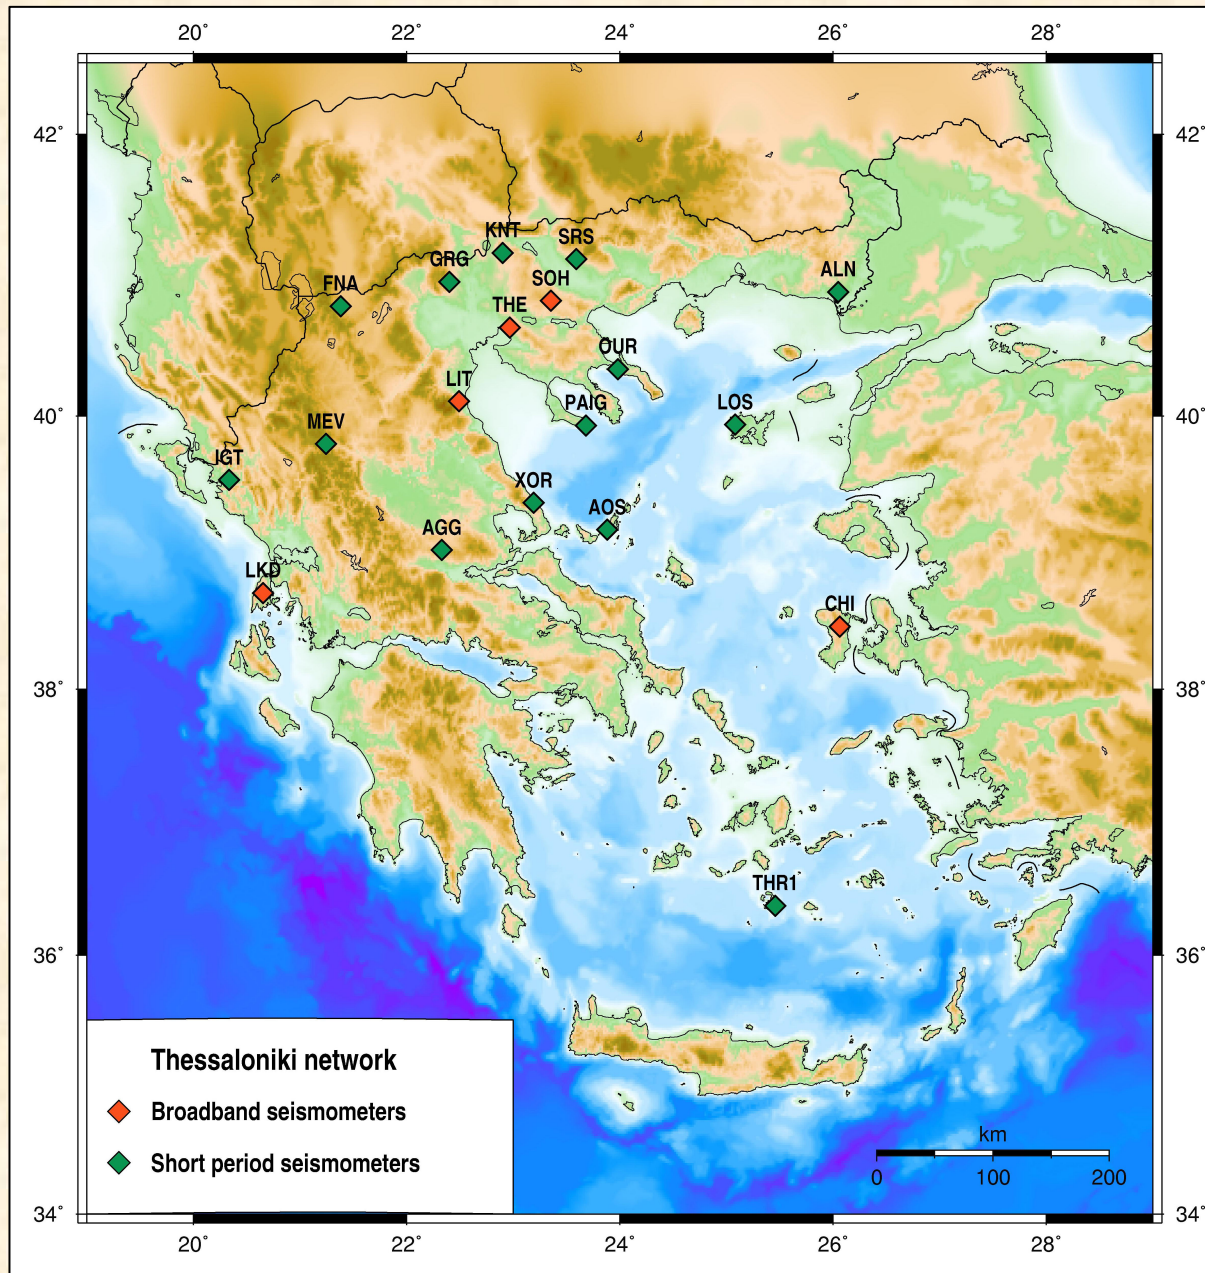 20° 22° 24° 26° 28°
42° 42°
KNT SRS
GRG
SOH ALN
FNA
THE
OUR
LIT
PAIG LOS
MEV
IGT
XOR
AOS
AGG
40° 40°
LKD
CHI
38° 38°
THR1
36° 36°
Thessaloniki network
Broadband seismometers
Short period seismometers
km
0 100 200
34° 34°
20° 22° 24° 26° 28°